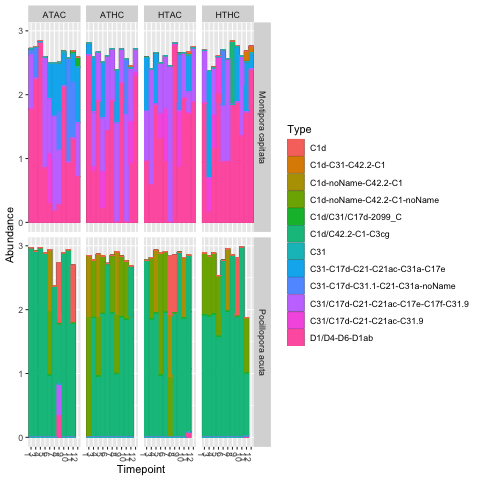 ATAC ATHC HTAC HTHC
Montipora capitata
Pocillopora acuta
Abundance
3
2
1
0
3
2
1
0
Timepoint
Type
C1d
C1d-C31-C42.2-C1
C1d-noName-C42.2-C1
C1d-noName-C42.2-C1-noName
C1d/C31/C17d-2099_C
C1d/C42.2-C1-C3cg
C31
C31-C17d-C21-C21ac-C31a-C17e
C31-C17d-C31.1-C21-C31a-noName
C31/C17d-C21-C21ac-C17e-C17f-C31.9
C31/C17d-C21-C21ac-C31.9
D1/D4-D6-D1ab